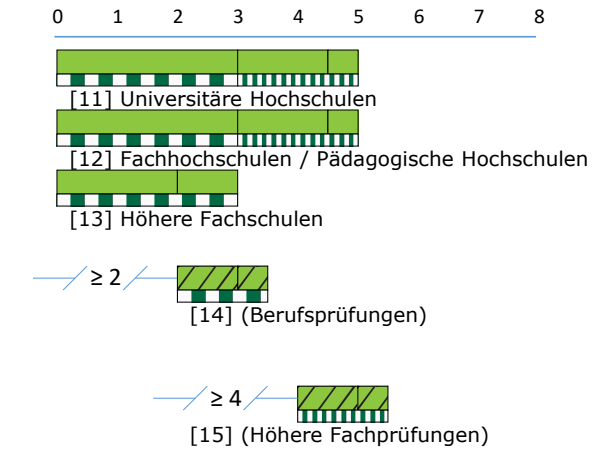 0 1 2 3 4 5 6 7 8
[11] Universitäre Hochschulen
[12] Fachhochschulen / Pädagogische Hochschulen
[13] Höhere Fachschulen
≥ 2
[14] (Berufsprüfungen)
≥ 4
[15] (Höhere Fachprüfungen)